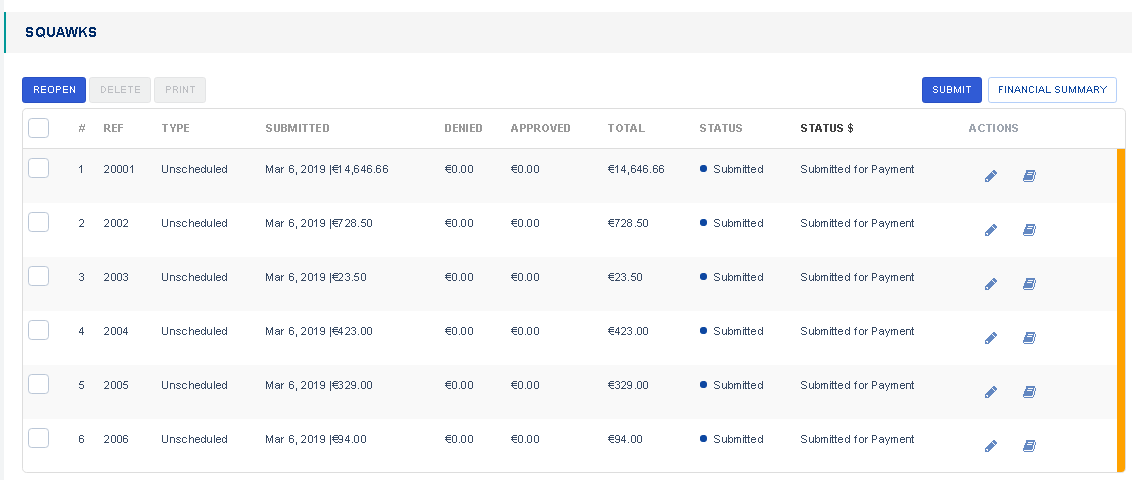 SQUAWKS
REOPEN DELETE PRINT SUBMIT FINANCIAL SUMMARY
# REF TYPE SUBMITTED DENIED APPROVED TOTAL STATUS STATUS $ ACTIONS
1 20001 Unscheduled Mar 6, 2019 |€14,646.66 €0.00 €0.00 €14,646.66 Submitted Submitted for Payment
2 2002 Unscheduled Mar 6, 2019 |€728.50 €0.00 €0.00 €728.50 Submitted Submitted for Payment
3 2003 Unscheduled Mar 6, 2019 |€23.50 €0.00 €0.00 €23.50 Submitted Submitted for Payment
4 2004 Unscheduled Mar 6, 2019 |€423.00 €0.00 €0.00 €423.00 Submitted Submitted for Payment
5 2005 Unscheduled Mar 6, 2019 |€329.00 €0.00 €0.00 €329.00 Submitted Submitted for Payment
6 2006 Unscheduled Mar 6, 2019 |€94.00 €0.00 €0.00 €94.00 Submitted Submitted for Payment